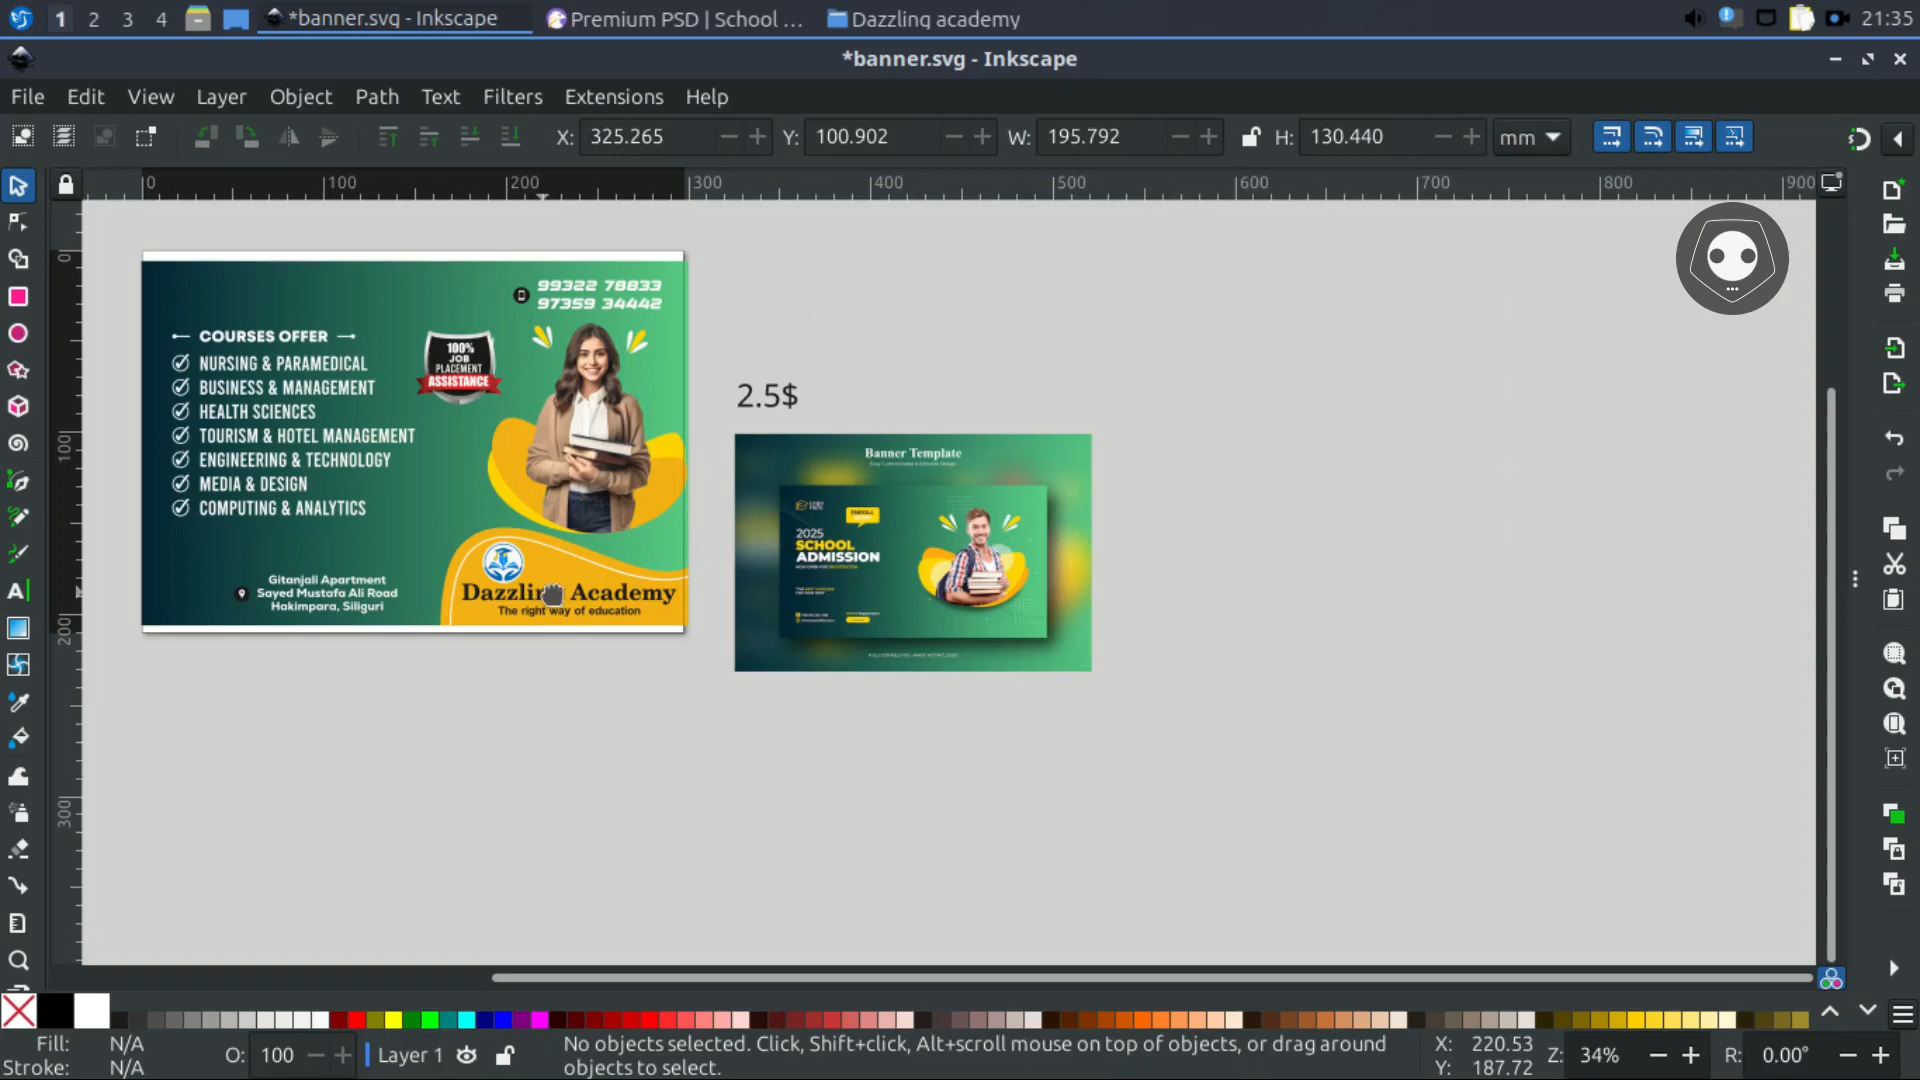 1 2 3 4 *banner.svg - Inkscape Premium PSD | School ... Dazzling academy 21:35
*banner.svg - Inkscape
File Edit View Layer Object Path Text Filters Extensions Help
X: 325.265 Y: 100.902 W: 195.792 H: 130.440 mm
0 100 200 300 400 500 600 700 800 900
0
100
200
300
99322 78833
97359 34442
COURSES OFFER
NURSING & PARAMEDICAL
BUSINESS & MANAGEMENT
HEALTH SCIENCES
TOURISM & HOTEL MANAGEMENT
ENGINEERING & TECHNOLOGY
MEDIA & DESIGN
COMPUTING & ANALYTICS
100%
JOB
PLACEMENT
ASSISTANCE
Gitanjali Apartment
Sayed Mustafa Ali Road
Hakimpara, Siliguri
Dazzling Academy
The right way of education
2.5$
Banner Template
2025
SCHOOL
ADMISSION
ENROLL
Fill: N/A
Stroke: N/A
O: 100
Layer 1
No objects selected. Click, Shift+click, Alt+scroll mouse on top of objects, or drag around
objects to select.
X: 220.53
Y: 187.72
Z: 34%
R: 0.00°